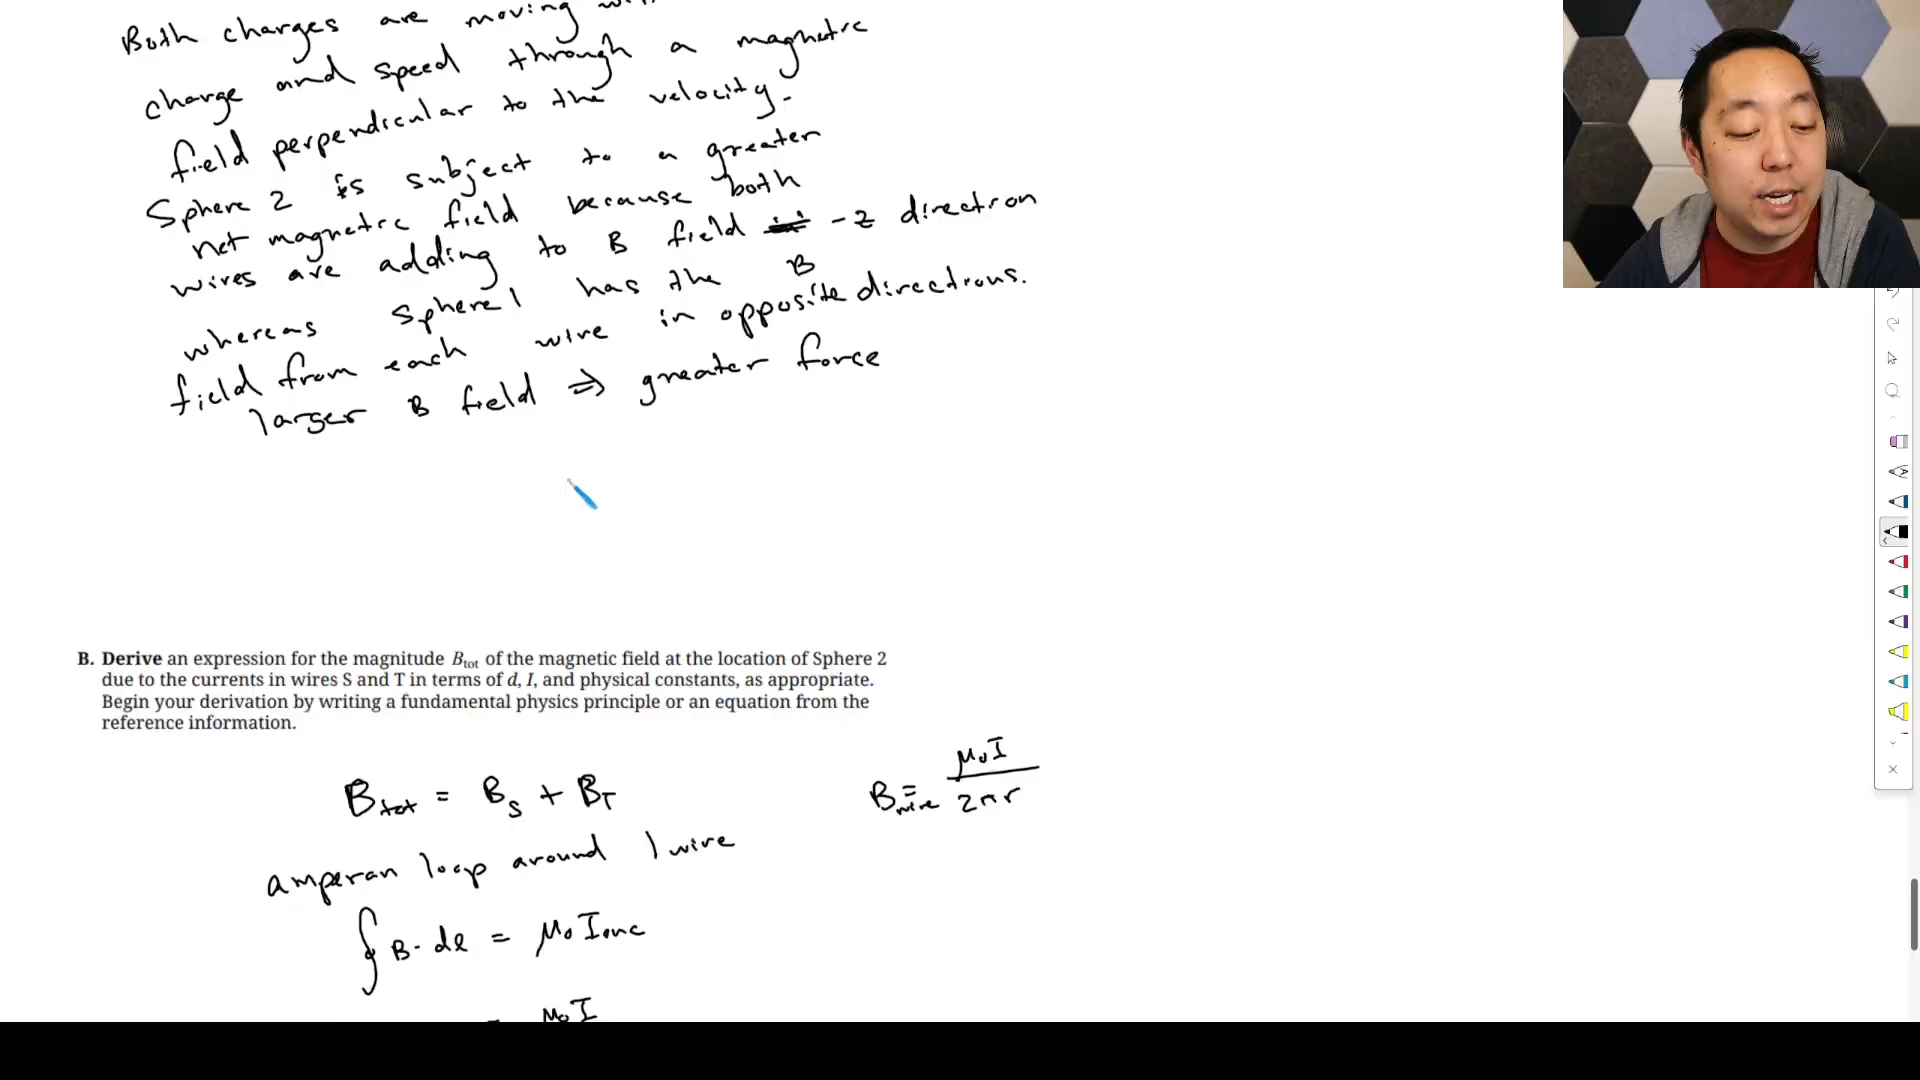 Both charges are moving
charge and speed through a magnetic
field perpendicular to the velocity.
Sphere 2 is subject to a greater
net magnetic field because both
wires are adding to B field -z direction
whereas sphere 1 has the B
field from each wire in opposite directions.
larger B field ⇒ greater force
B. Derive an expression for the magnitude B_tot of the magnetic field at the location of Sphere 2
due to the currents in wires S and T in terms of d, I, and physical constants, as appropriate.
Begin your derivation by writing a fundamental physics principle or an equation from the
reference information.
B_tot = B_S + B_T
B_wire = μ₀I / 2πr
amperan loop around 1 wire
∮ B · dl = μ₀ I_enc
= μ₀I